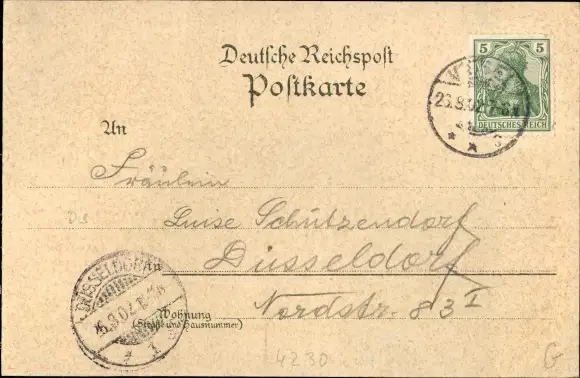 Deutsche Reichspost
Postkarte
5 5
DEUTSCHES REICH
An
Fräulein
Luise Schützendorf
in Düsseldorf
Nordstr. 83 I
Wohnung
(Straße und Hausnummer)
DÜSSELDORF
4230
G